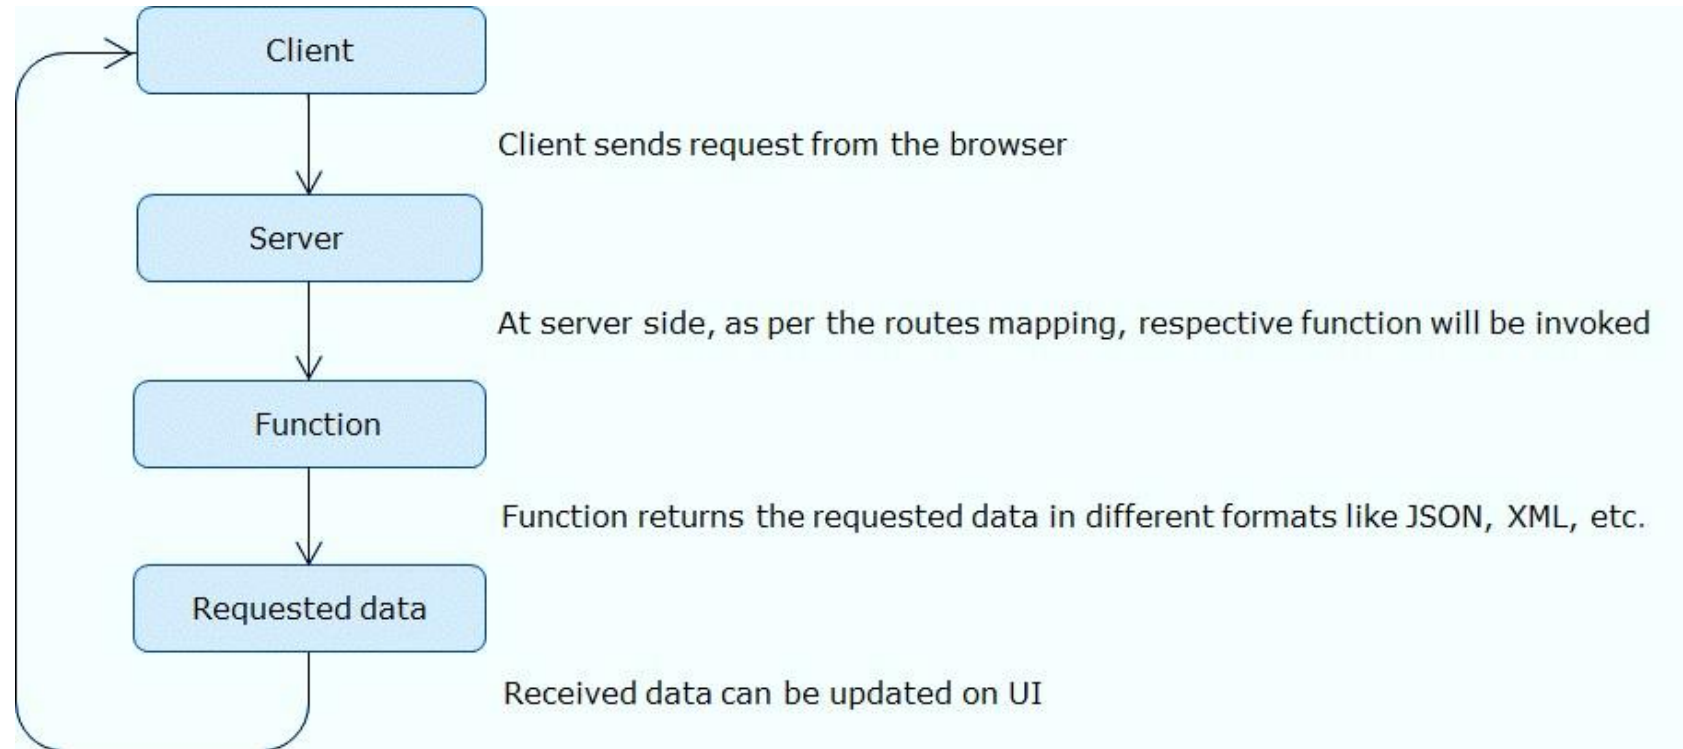 Client
Client sends request from the browser
Server
At server side, as per the routes mapping, respective function will be invoked
Function
Function returns the requested data in different formats like JSON, XML, etc.
Requested data
Received data can be updated on UI